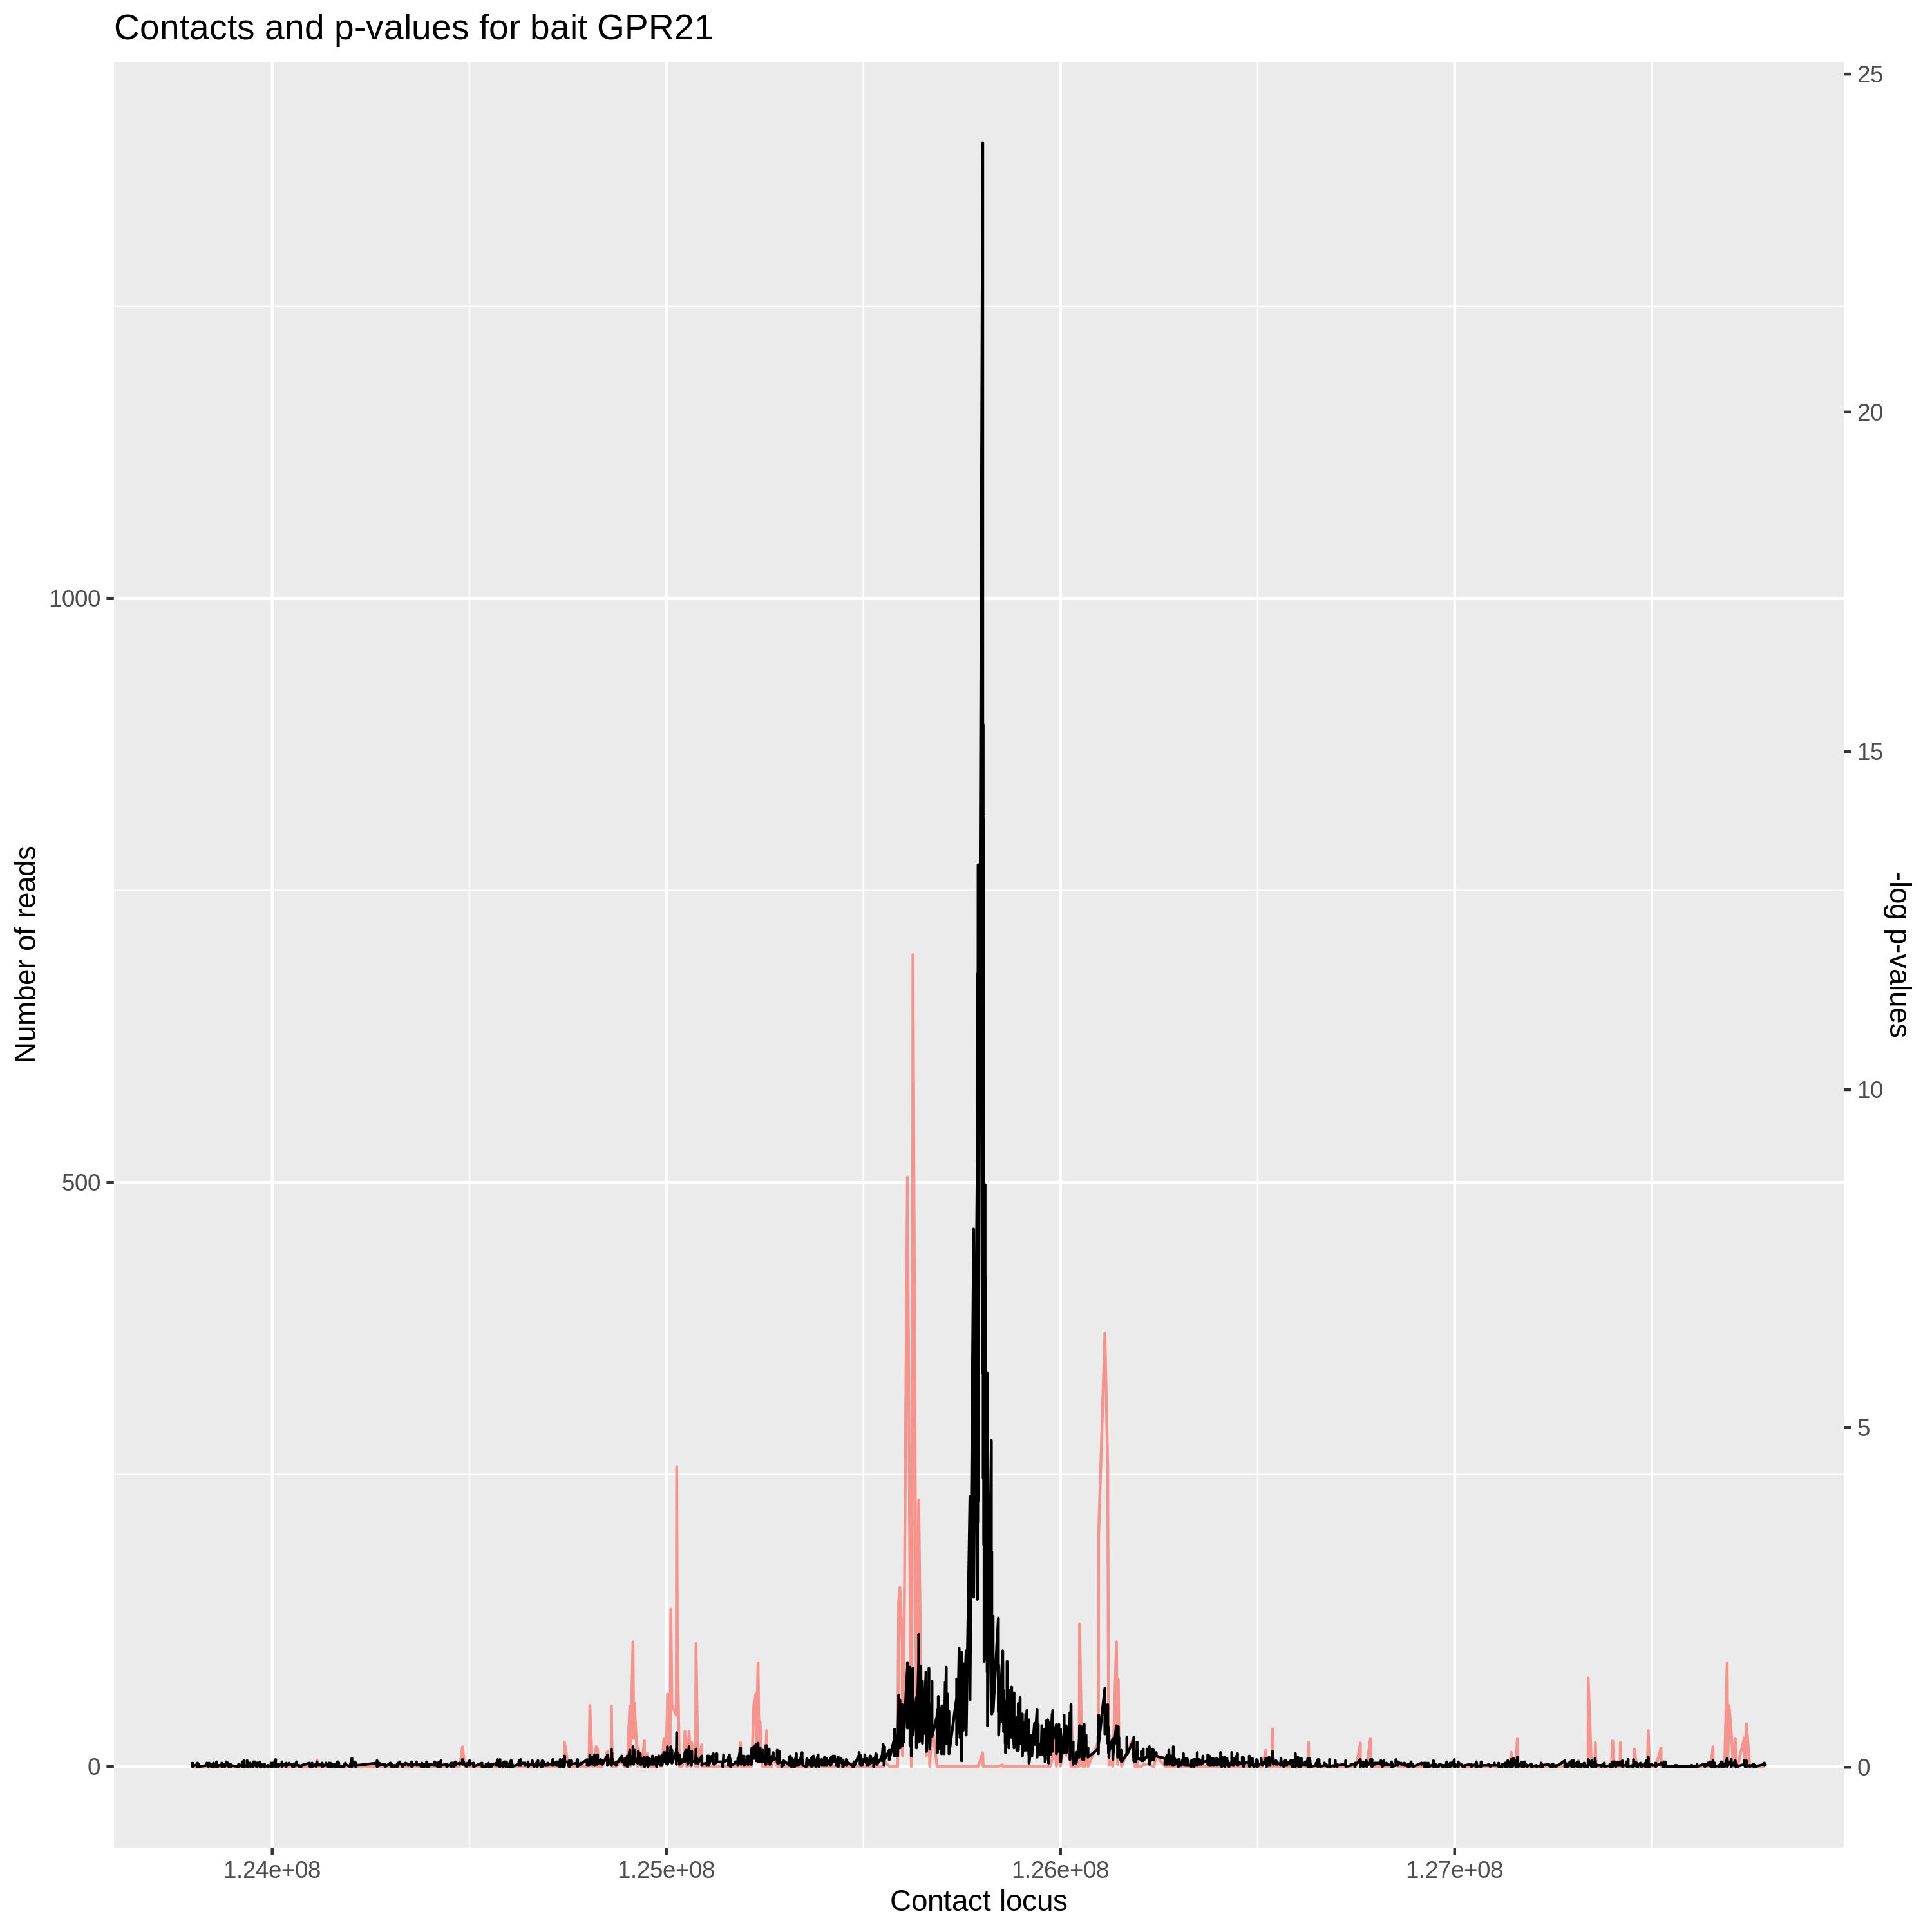 Contacts and p-values for bait GPR21
25
20
1000
15
Number of reads
-log p-values
10
500
5
0
0
1.24e+08
1.25e+08
1.26e+08
1.27e+08
Contact locus